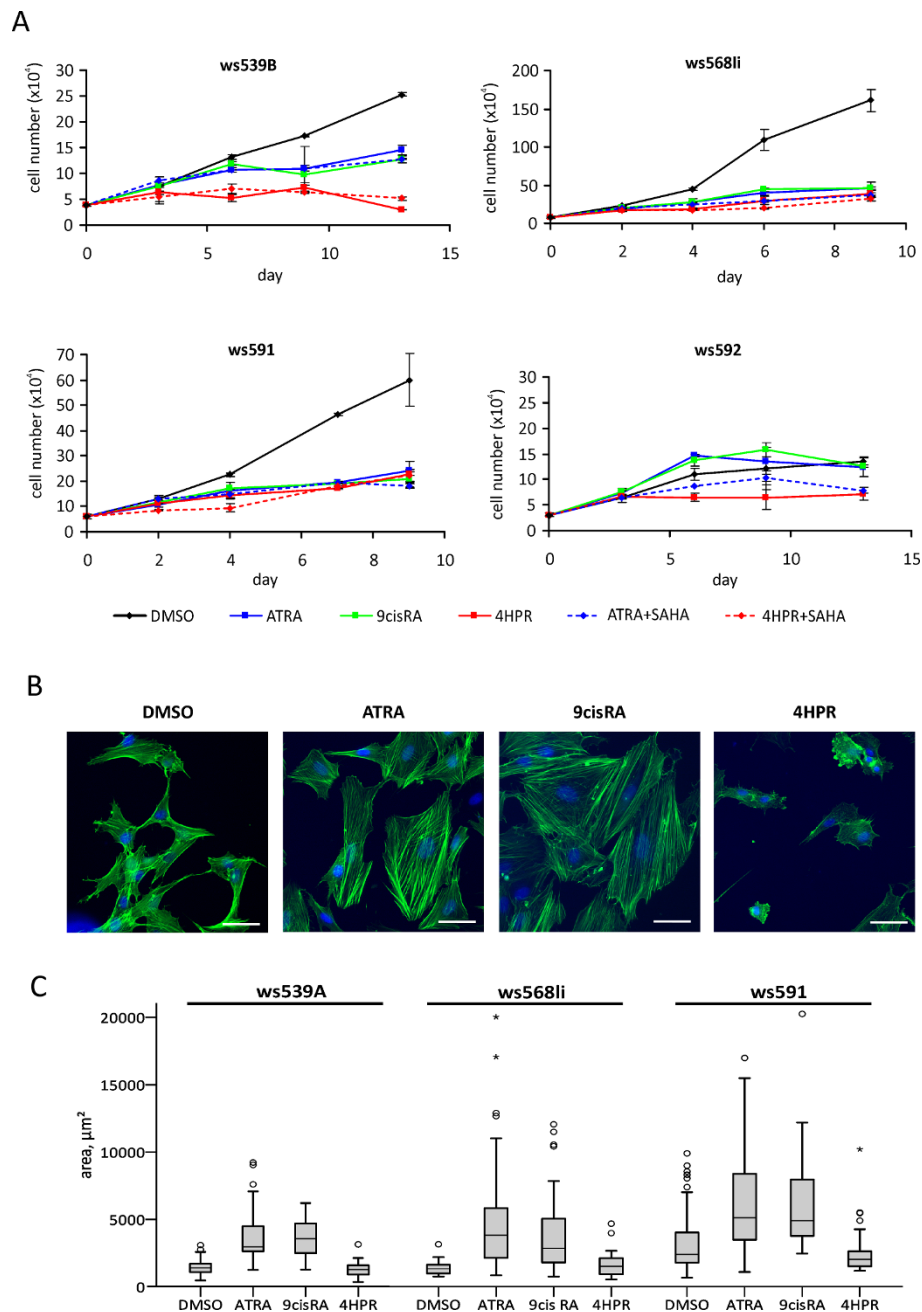 A
ws539B
cell number (x10⁴)
30
25
20
15
10
5
0
0 5 10 15
day
ws568li
cell number (x10⁴)
200
150
100
50
0
0 2 4 6 8 10
day
ws591
cell number (x10⁴)
70
60
50
40
30
20
10
0
0 2 4 6 8 10
day
ws592
cell number (x10⁴)
30
25
20
15
10
5
0
0 5 10 15
day
DMSO ATRA 9cisRA 4HPR ATRA+SAHA 4HPR+SAHA
B
DMSO ATRA 9cisRA 4HPR
C
ws539A ws568li ws591
area, µm²
20000
15000
10000
5000
0
DMSO ATRA 9cisRA 4HPR DMSO ATRA 9cis RA 4HPR DMSO ATRA 9cisRA 4HPR